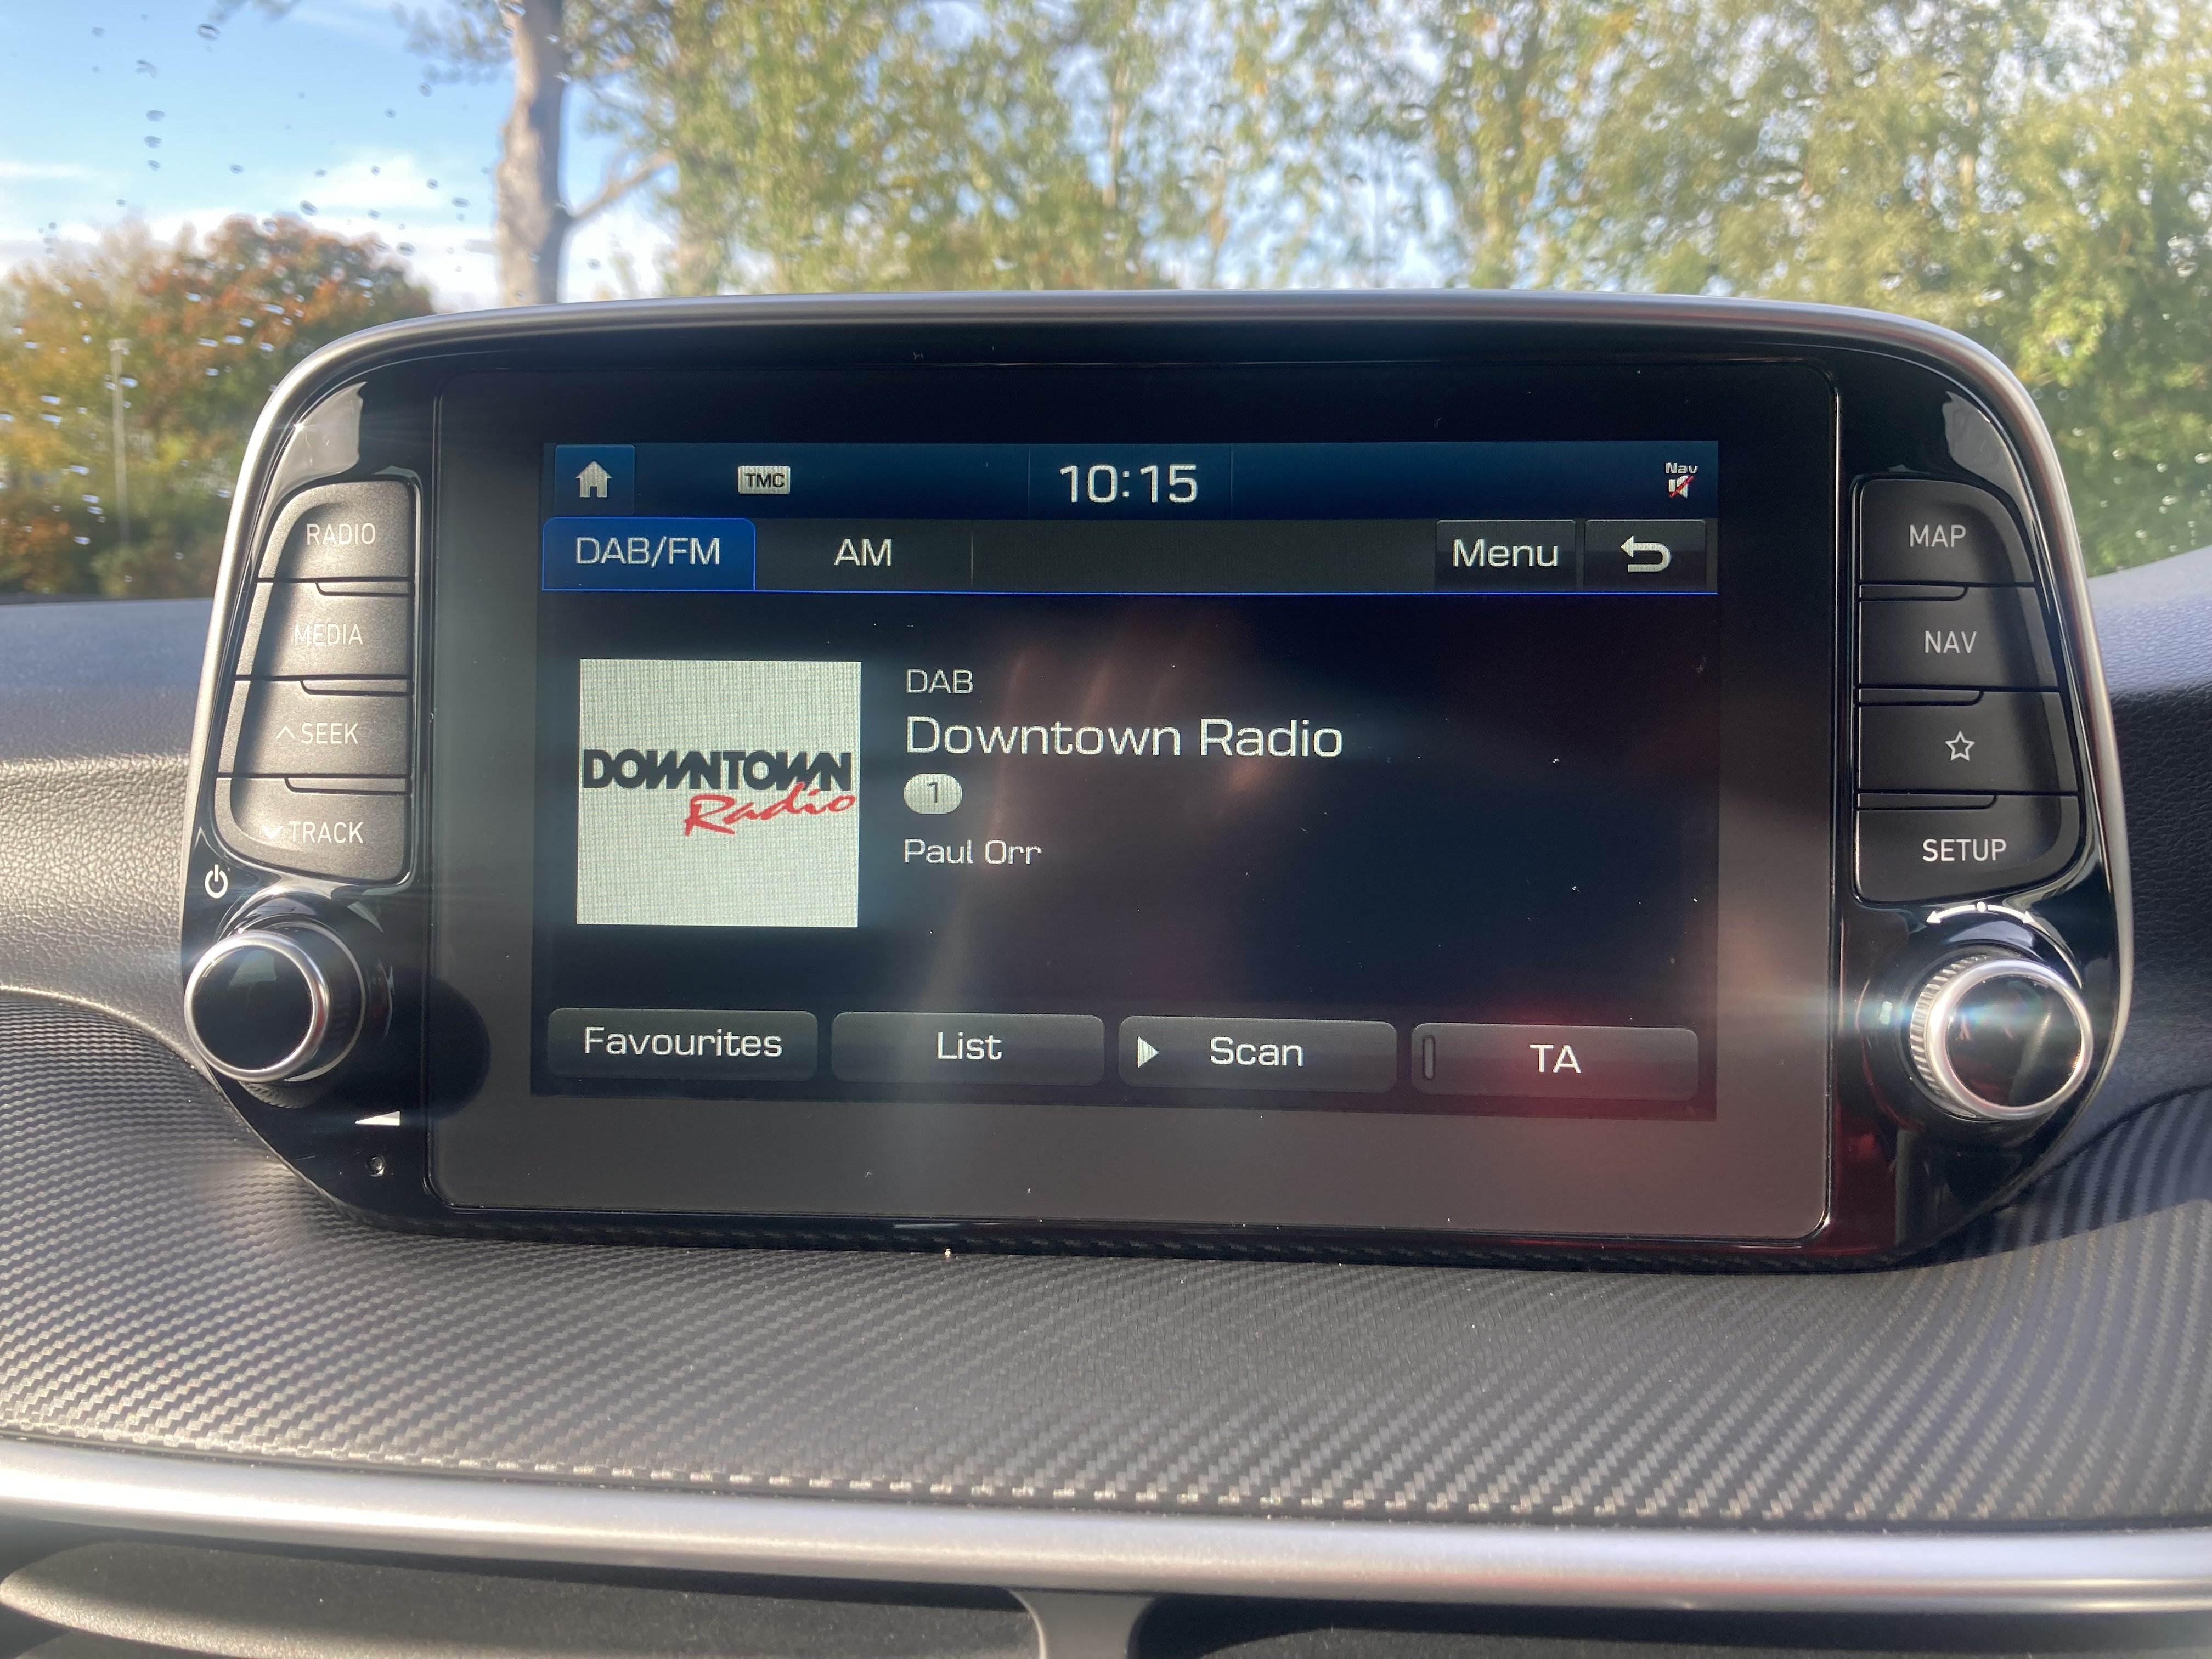 TMC
10:15
Nav
DAB/FM
AM
Menu
RADIO
MEDIA
SEEK
TRACK
DOWNTOWN
Radio
DAB
Downtown Radio
1
Paul Orr
Favourites
List
Scan
TA
MAP
NAV
SETUP